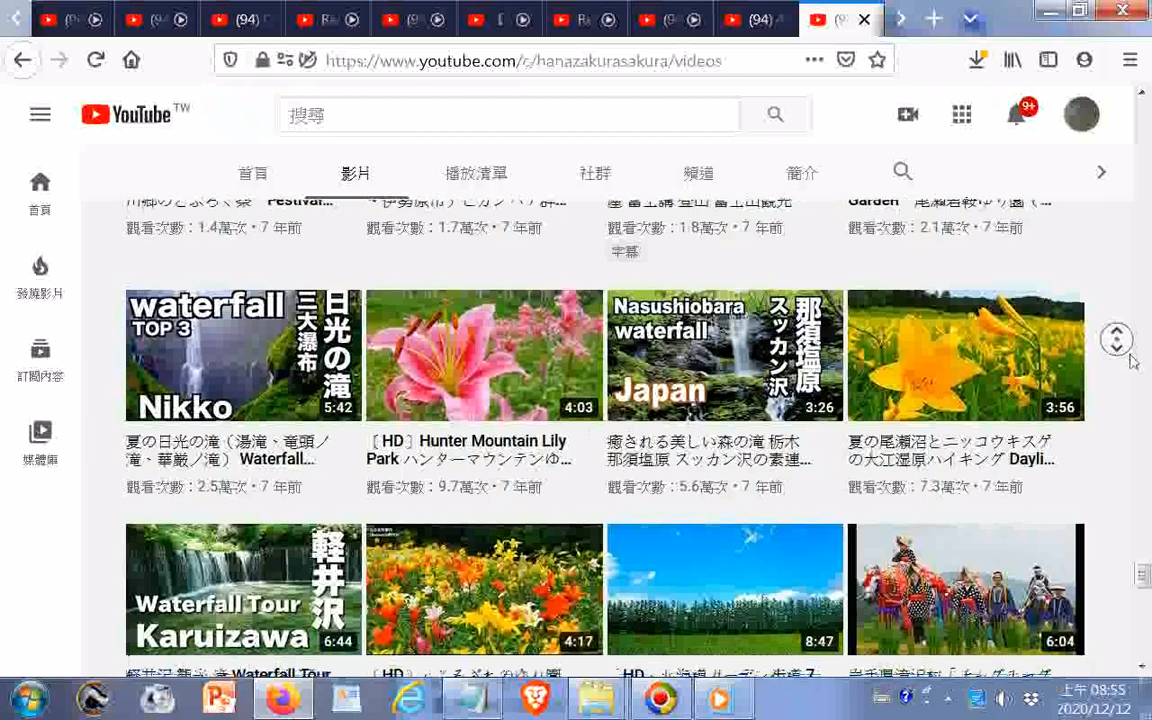 (94)
(94)
https://www.youtube.com/c/hanazakurasakura/videos
YouTube TW
搜尋
9+
首頁
影片
播放清單
社群
頻道
簡介
首頁
發燒影片
訂閱內容
媒體庫
觀看次數：1.4萬次・7 年前
觀看次數：1.7萬次・7 年前
觀看次數：1.8萬次・7 年前
觀看次數：2.1萬次・7 年前
字幕
waterfall
TOP 3
日光の滝
三大瀑布
Nikko
5:42
4:03
Nasushiobara
waterfall
那須塩原
スッカン沢
Japan
3:26
3:56
夏の日光の滝（湯滝、竜頭ノ
滝、華厳ノ滝） Waterfall...
觀看次數：2.5萬次・7 年前
〔HD〕Hunter Mountain Lily
Park ハンターマウンテンゆ...
觀看次數：9.7萬次・7 年前
癒される美しい森の滝 栃木
那須塩原 スッカン沢の素連...
觀看次數：5.6萬次・7 年前
夏の尾瀬沼とニッコウキスゲ
の大江湿原ハイキング Dayli...
觀看次數：7.3萬次・7 年前
軽井沢
Waterfall Tour
Karuizawa
6:44
4:17
8:47
6:04
上午 08:55
2020/12/12